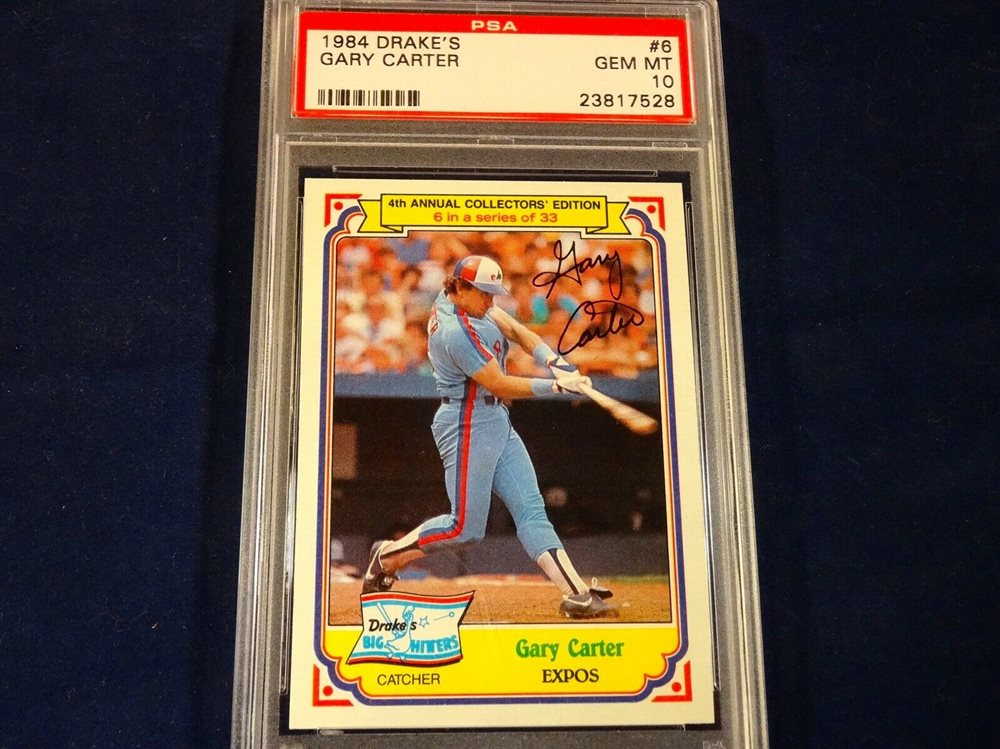 PSA
1984 DRAKE'S #6
GARY CARTER GEM MT
10
23817528
4th ANNUAL COLLECTORS' EDITION
6 in a series of 33
Gary
Carter
e
Drake's
BIG HITTERS
Gary Carter
CATCHER EXPOS